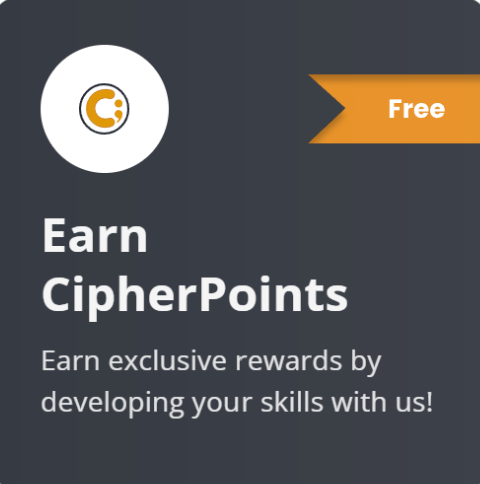 Free
Earn
CipherPoints
Earn exclusive rewards by
developing your skills with us!